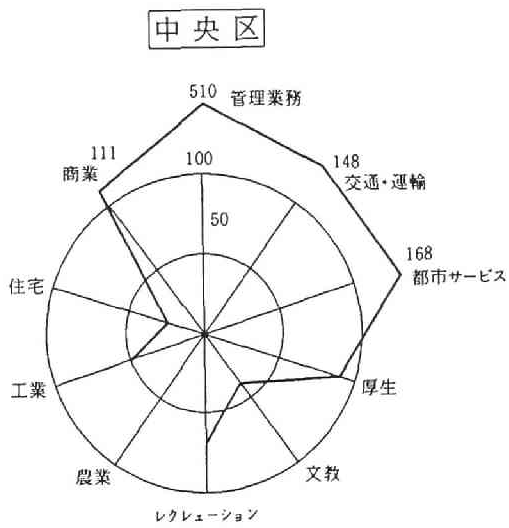 中央区
510 管理業務
111
商業
100
148
交通・運輸
50
168
都市サービス
住宅
工業
厚生
農業
文教
レクレーション